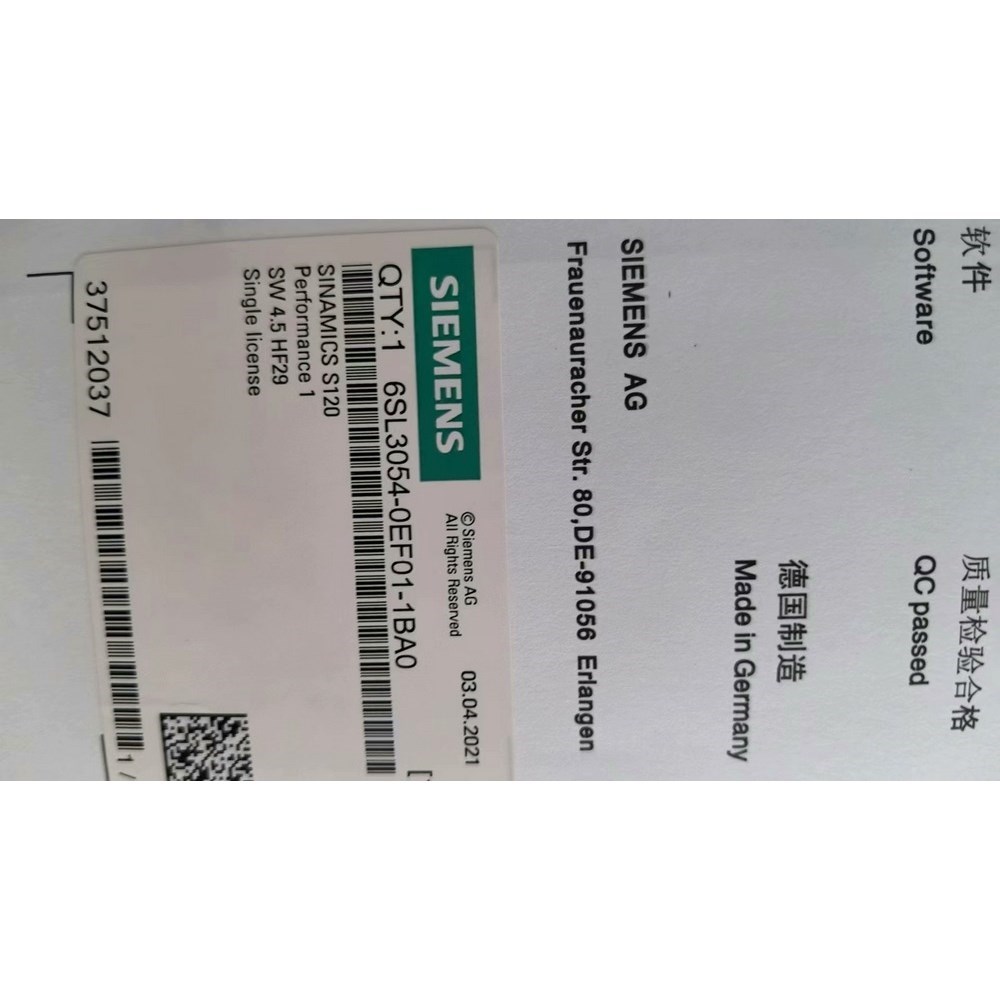 软件
质量检验合格
Software
QC passed
德国制造
Made in Germany
SIEMENS AG
Frauenauracher Str. 80,DE-91056 Erlangen
SIEMENS
©Siemens AG
All Rights Reserved
03.04.2021
QTY:1 6SL3054-0EF01-1BA0
SINAMICS S120
Performance 1
SW 4.5 HF29
Single license
37512037
1 /